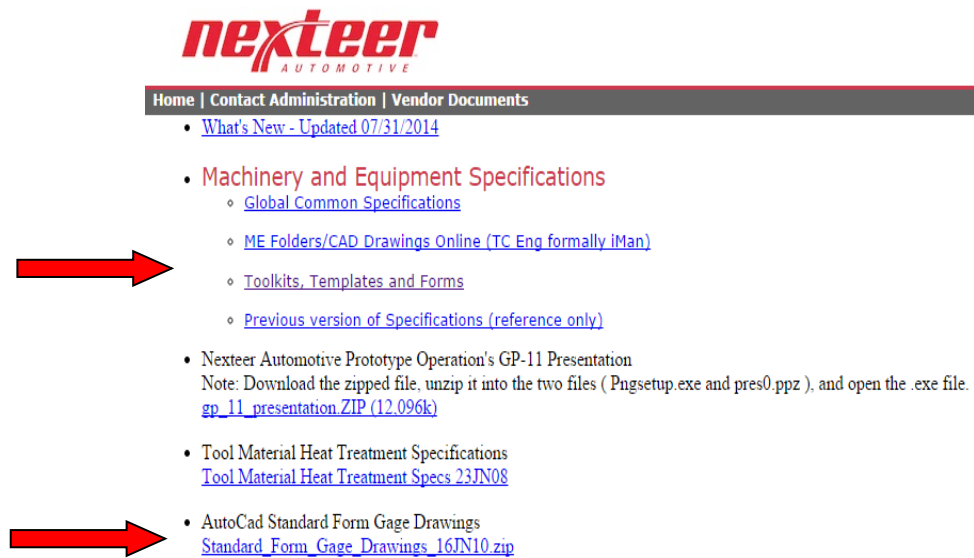 nexteer
AUTOMOTIVE
Home | Contact Administration | Vendor Documents
What's New - Updated 07/31/2014
Machinery and Equipment Specifications
Global Common Specifications
ME Folders/CAD Drawings Online (TC Eng formally iMan)
Toolkits, Templates and Forms
Previous version of Specifications (reference only)
Nexteer Automotive Prototype Operation's GP-11 Presentation
Note: Download the zipped file, unzip it into the two files ( Pngsetup.exe and pres0.ppz ), and open the .exe file.
gp_11_presentation.ZIP (12,096k)
Tool Material Heat Treatment Specifications
Tool Material Heat Treatment Specs 23JN08
AutoCad Standard Form Gage Drawings
Standard_Form_Gage_Drawings_16JN10.zip